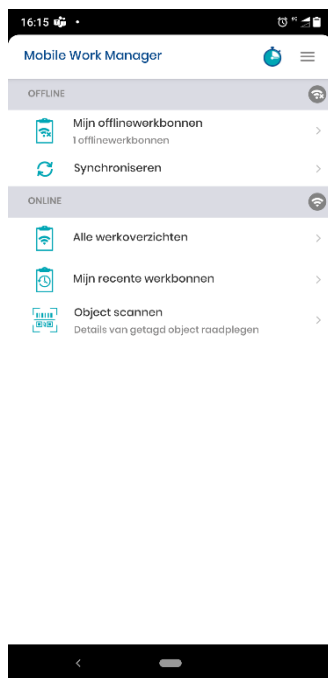 16:15
Mobile Work Manager
OFFLINE
Mijn offlinewerkbonnen
1 offlinewerkbonnen
Synchroniseren
ONLINE
Alle werkoverzichten
Mijn recente werkbonnen
Object scannen
Details van getagd object raadplegen